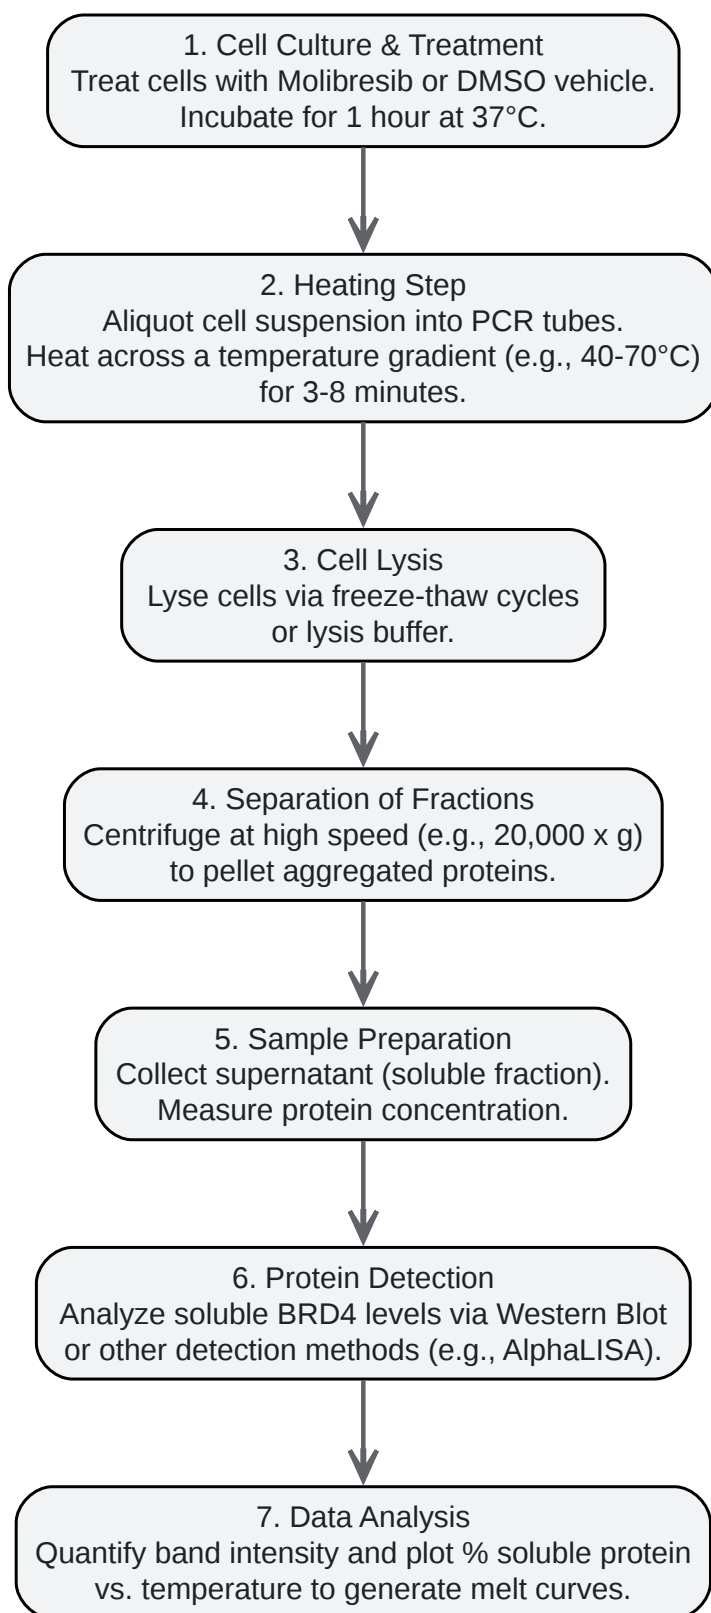 1. Cell Culture & Treatment
Treat cells with Molibresib or DMSO vehicle.
Incubate for 1 hour at 37°C.
2. Heating Step
Aliquot cell suspension into PCR tubes.
Heat across a temperature gradient (e.g., 40-70°C)
for 3-8 minutes.
3. Cell Lysis
Lyse cells via freeze-thaw cycles
or lysis buffer.
4. Separation of Fractions
Centrifuge at high speed (e.g., 20,000 x g)
to pellet aggregated proteins.
5. Sample Preparation
Collect supernatant (soluble fraction).
Measure protein concentration.
6. Protein Detection
Analyze soluble BRD4 levels via Western Blot
or other detection methods (e.g., AlphaLISA).
7. Data Analysis
Quantify band intensity and plot % soluble protein
vs. temperature to generate melt curves.